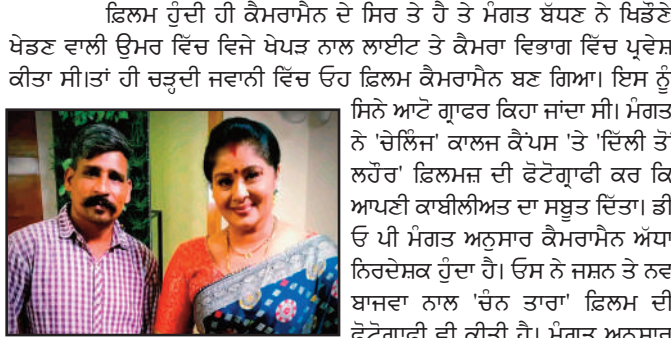 ਫ਼ਿਲਮ ਹੁੰਦੀ ਹੀ ਕੈਮਰਾਮੈਨ ਦੇ ਸਿਰ ਤੇ ਹੈ ਤੇ ਮੰਗਤ ਬੱਧਣ ਨੇ ਖਿਡੌਣੇ
ਖੇਡਣ ਵਾਲੀ ਉਮਰ ਵਿੱਚ ਵਿਜੇ ਖੇਪੜ ਨਾਲ ਲਾਈਟ ਤੇ ਕੈਮਰਾ ਵਿਭਾਗ ਵਿੱਚ ਪ੍ਰਵੇਸ਼
ਕੀਤਾ ਸੀ।ਤਾਂ ਹੀ ਚੜ੍ਹਦੀ ਜਵਾਨੀ ਵਿੱਚ ਓਹ ਫ਼ਿਲਮ ਕੈਮਰਾਮੈਨ ਬਣ ਗਿਆ। ਇਸ ਨੂੰ
ਸਿਨੇ ਆਟੋ ਗ੍ਰਾਫਰ ਕਿਹਾ ਜਾਂਦਾ ਸੀ। ਮੰਗਤ
ਨੇ 'ਚੇਲਿੰਜ' ਕਾਲਜ ਕੈਂਪਸ 'ਤੇ 'ਦਿੱਲੀ ਤੋਂ
ਲਹੌਰ' ਫ਼ਿਲਮਜ਼ ਦੀ ਫੋਟੋਗ੍ਰਾਫੀ ਕਰ ਕਿ
ਆਪਣੀ ਕਾਬੀਲੀਅਤ ਦਾ ਸਬੂਤ ਦਿੱਤਾ। ਡੀ
ਓ ਪੀ ਮੰਗਤ ਅਨੁਸਾਰ ਕੈਮਰਾਮੈਨ ਅੱਧਾ
ਨਿਰਦੇਸ਼ਕ ਹੁੰਦਾ ਹੈ। ਓਸ ਨੇ ਜਸ਼ਨ ਤੇ ਨਵ
ਬਾਜਵਾ ਨਾਲ 'ਚੰਨ ਤਾਰਾ' ਫ਼ਿਲਮ ਦੀ
ਫੋਟੋਗ੍ਰਾਫੀ ਵੀ ਕੀਤੀ ਹੈ। ਮੰਗਤ ਅਨੁਸਾਰ